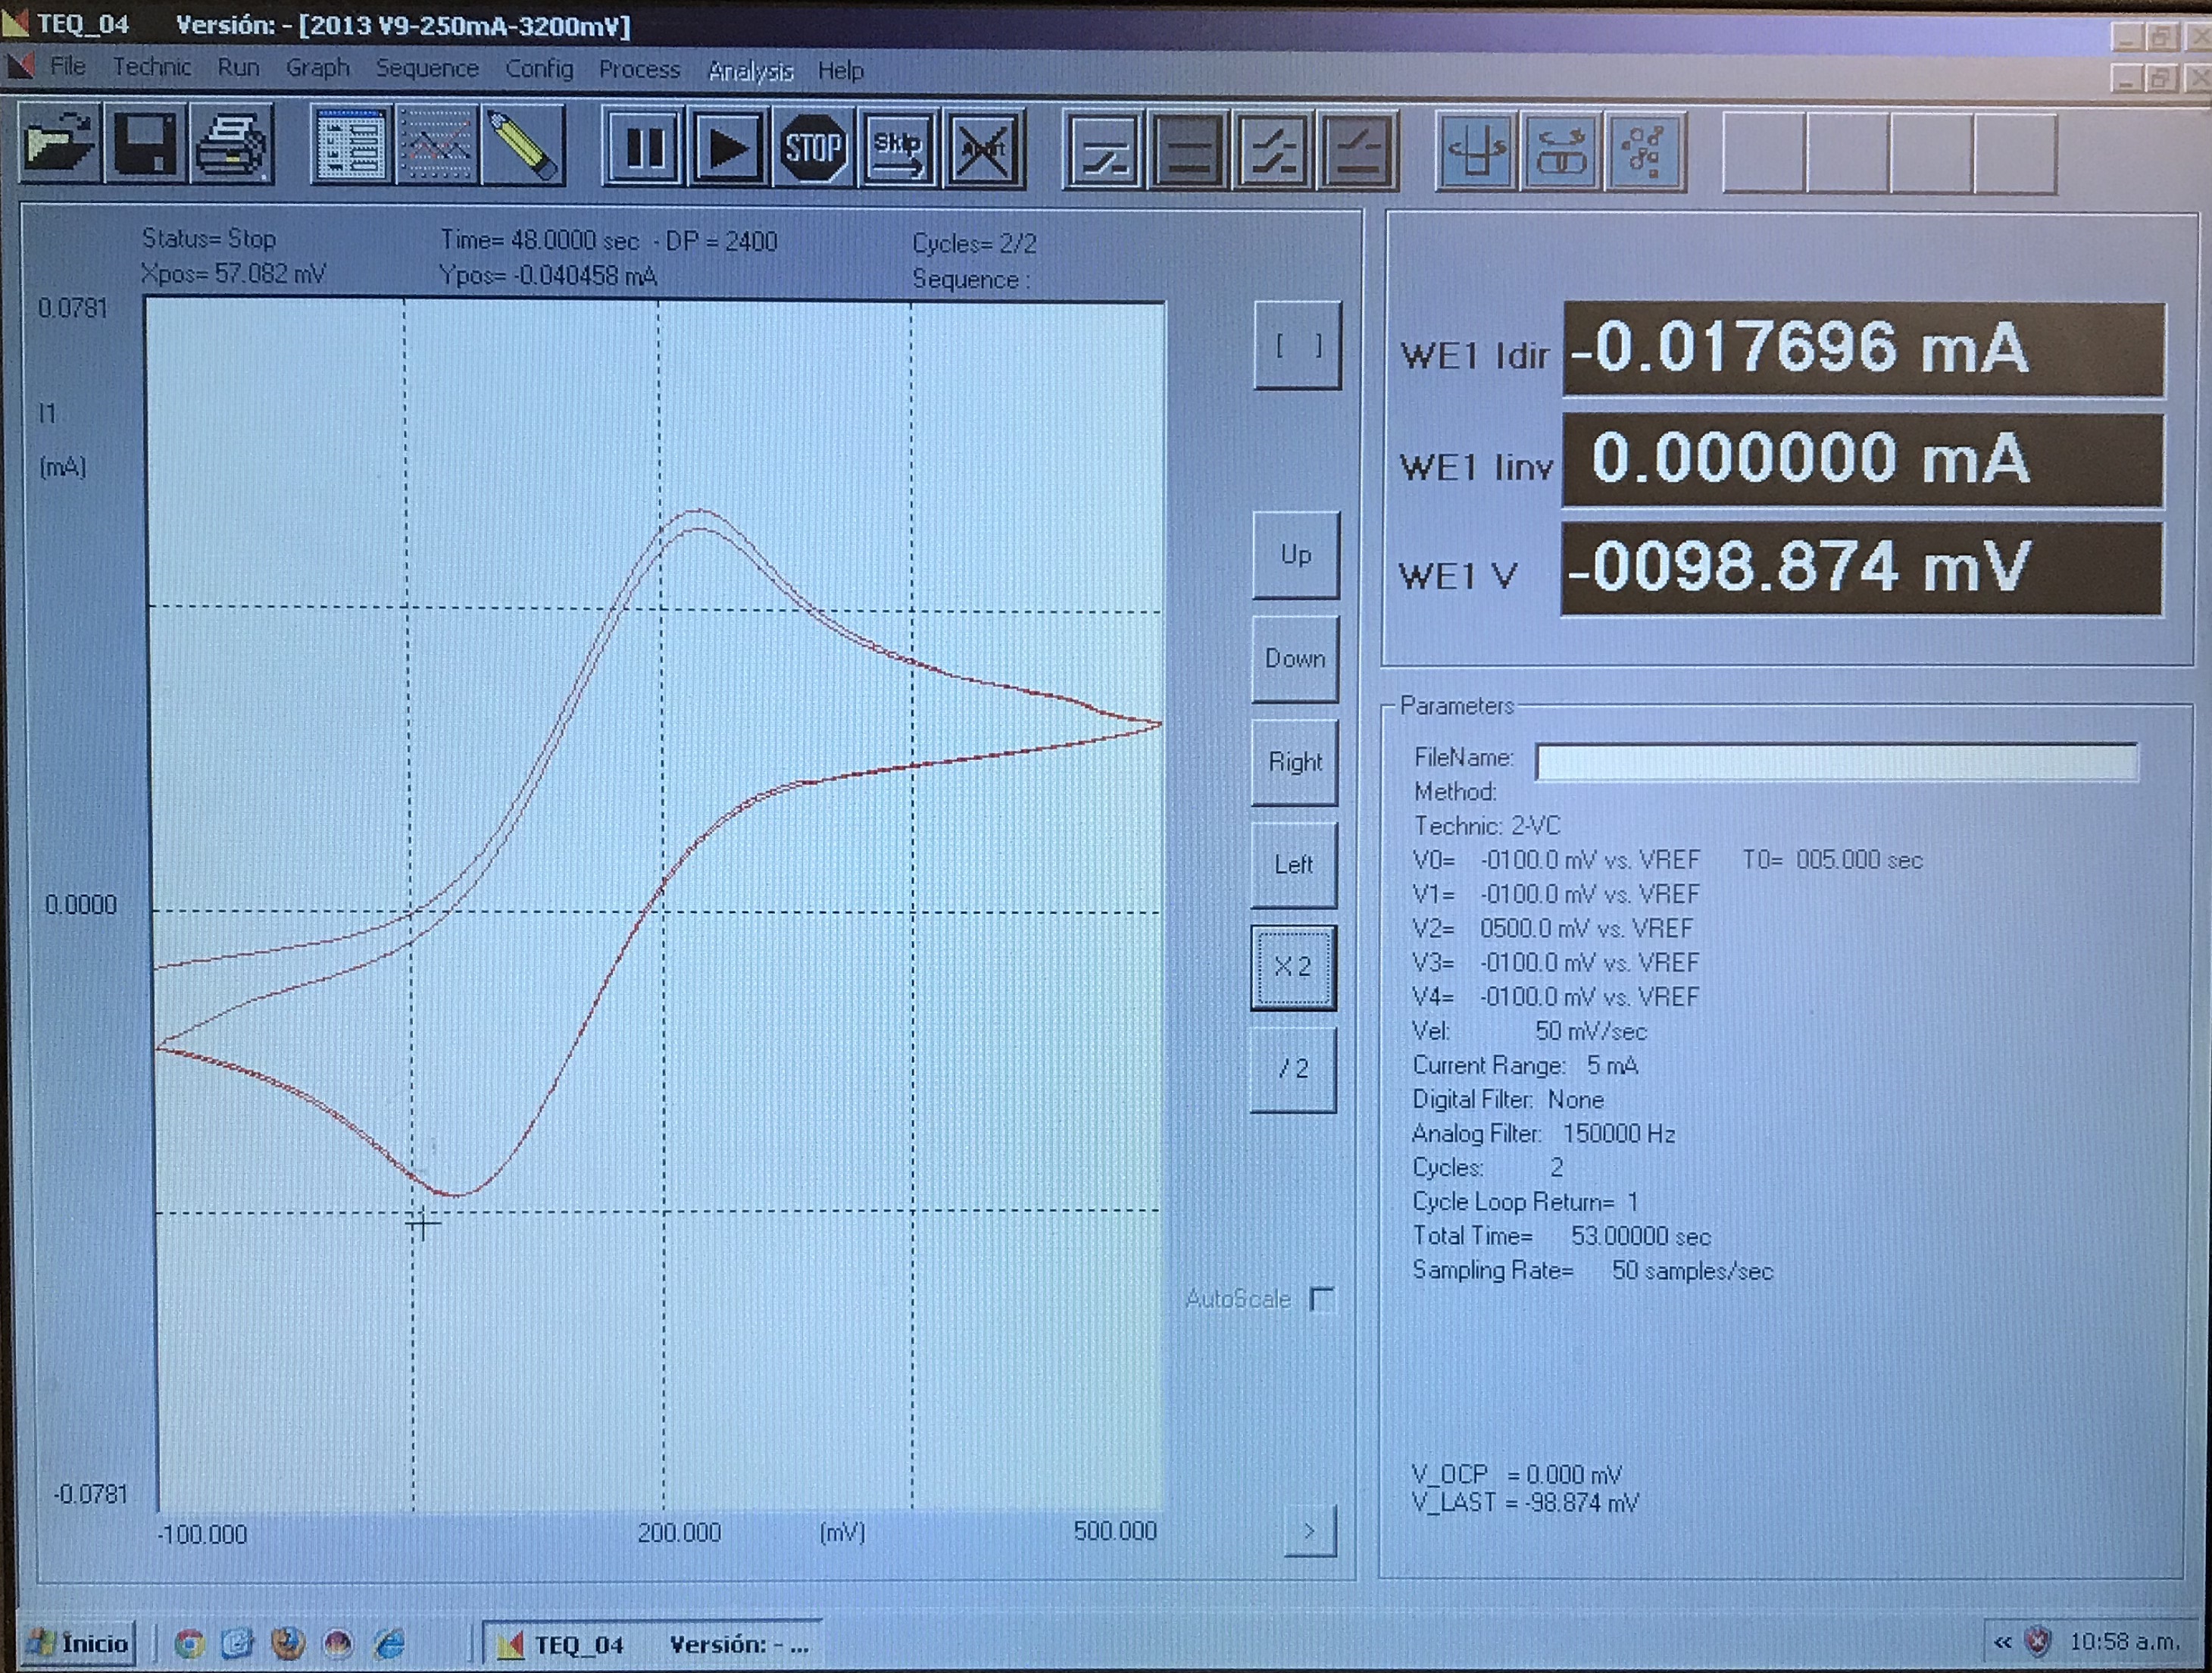 TEQ_04 Versión: - [2013 V9-250mA-3200mV]
File Technic Run Graph Sequence Config Process Analysis Help
STOP Skip Abort
Status= Stop Time= 48.0000 sec - DP = 2400 Cycles= 2/2
Xpos= 57.082 mV Ypos= -0.040458 mA Sequence :
0.0781
I1
(mA)
0.0000
-0.0781
-100.000 200.000 (mV) 500.000
[ ]
Up
Down
Right
Left
X 2
/ 2
AutoScale
>
WE1 Idir -0.017696 mA
WE1 Iinv 0.000000 mA
WE1 V -0098.874 mV
Parameters
FileName:
Method:
Technic: 2-VC
V0= -0100.0 mV vs. VREF T0= 005.000 sec
V1= -0100.0 mV vs. VREF
V2= 0500.0 mV vs. VREF
V3= -0100.0 mV vs. VREF
V4= -0100.0 mV vs. VREF
Vel: 50 mV/sec
Current Range: 5 mA
Digital Filter: None
Analog Filter: 150000 Hz
Cycles: 2
Cycle Loop Return= 1
Total Time= 53.00000 sec
Sampling Rate= 50 samples/sec
V_OCP = 0.000 mV
V_LAST = -98.874 mV
Inicio TEQ_04 Versión: - ... « 10:58 a.m.